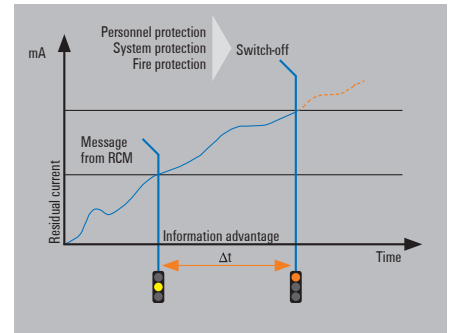 Personnel protection
System protection
Fire protection
Switch-off
mA
Message
from RCM
Residual current
Information advantage
Time
Δt